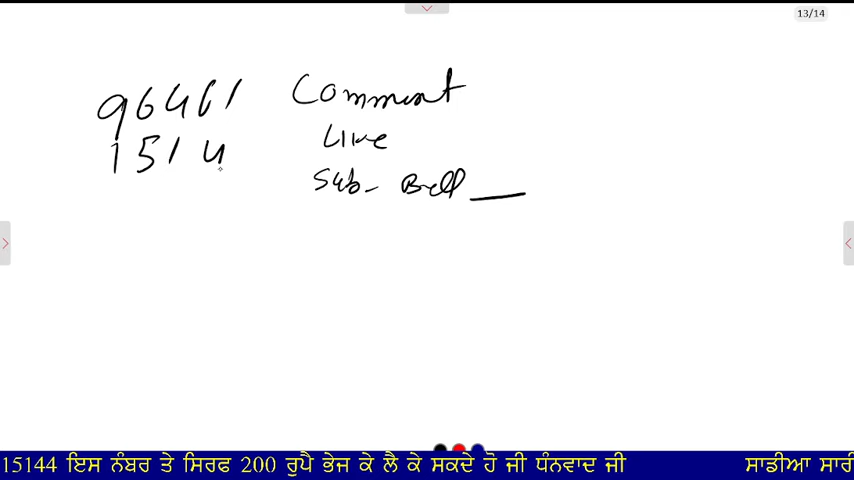 13/14
96461 Comment
1514 Like
Sub- Bell
15144 ਇਸ ਨੰਬਰ ਤੇ ਸਿਰਫ 200 ਰੁਪੈ ਭੇਜ ਕੇ ਲੈ ਕੇ ਸਕਦੇ ਹੋ ਜੀ ਧੰਨਵਾਦ ਜੀ ਸਾਡੀਆ ਸਾਰੀ